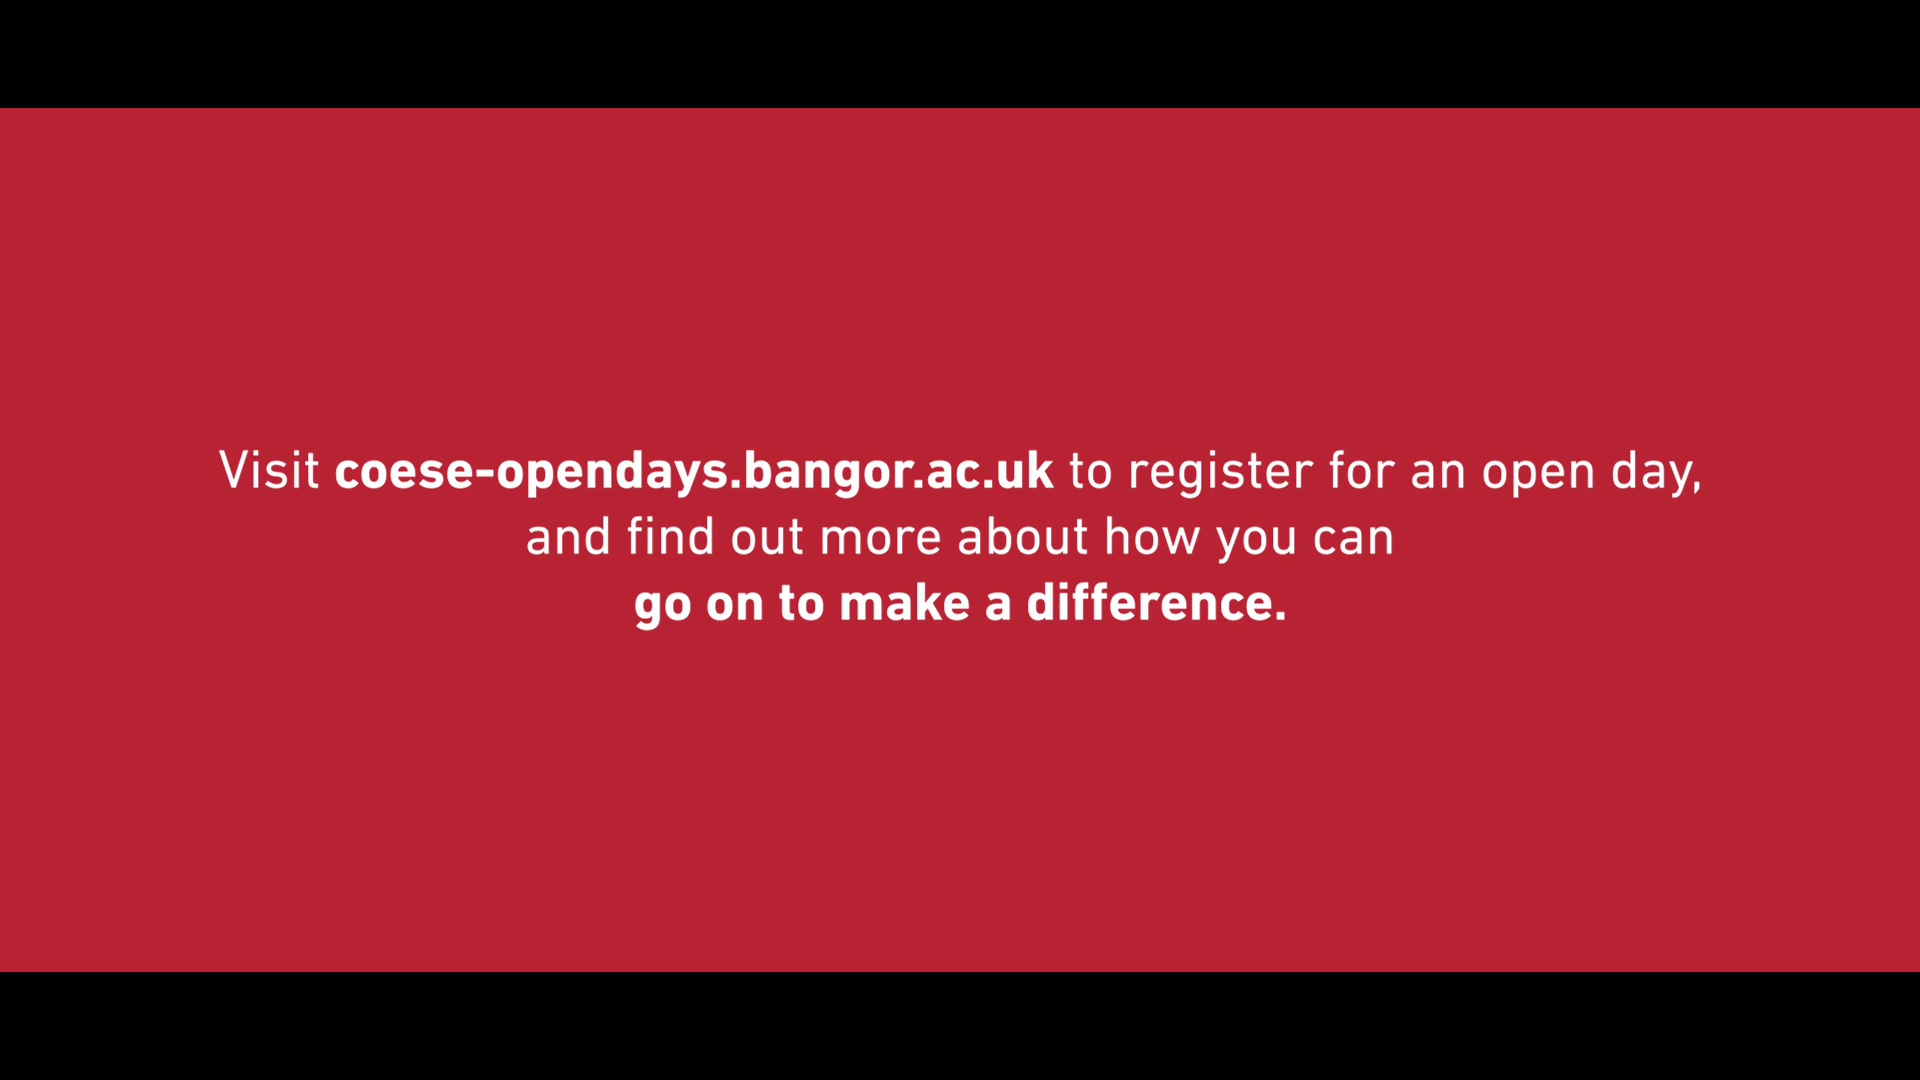 Visit coese-opendays.bangor.ac.uk to register for an open day,
and find out more about how you can
go on to make a difference.